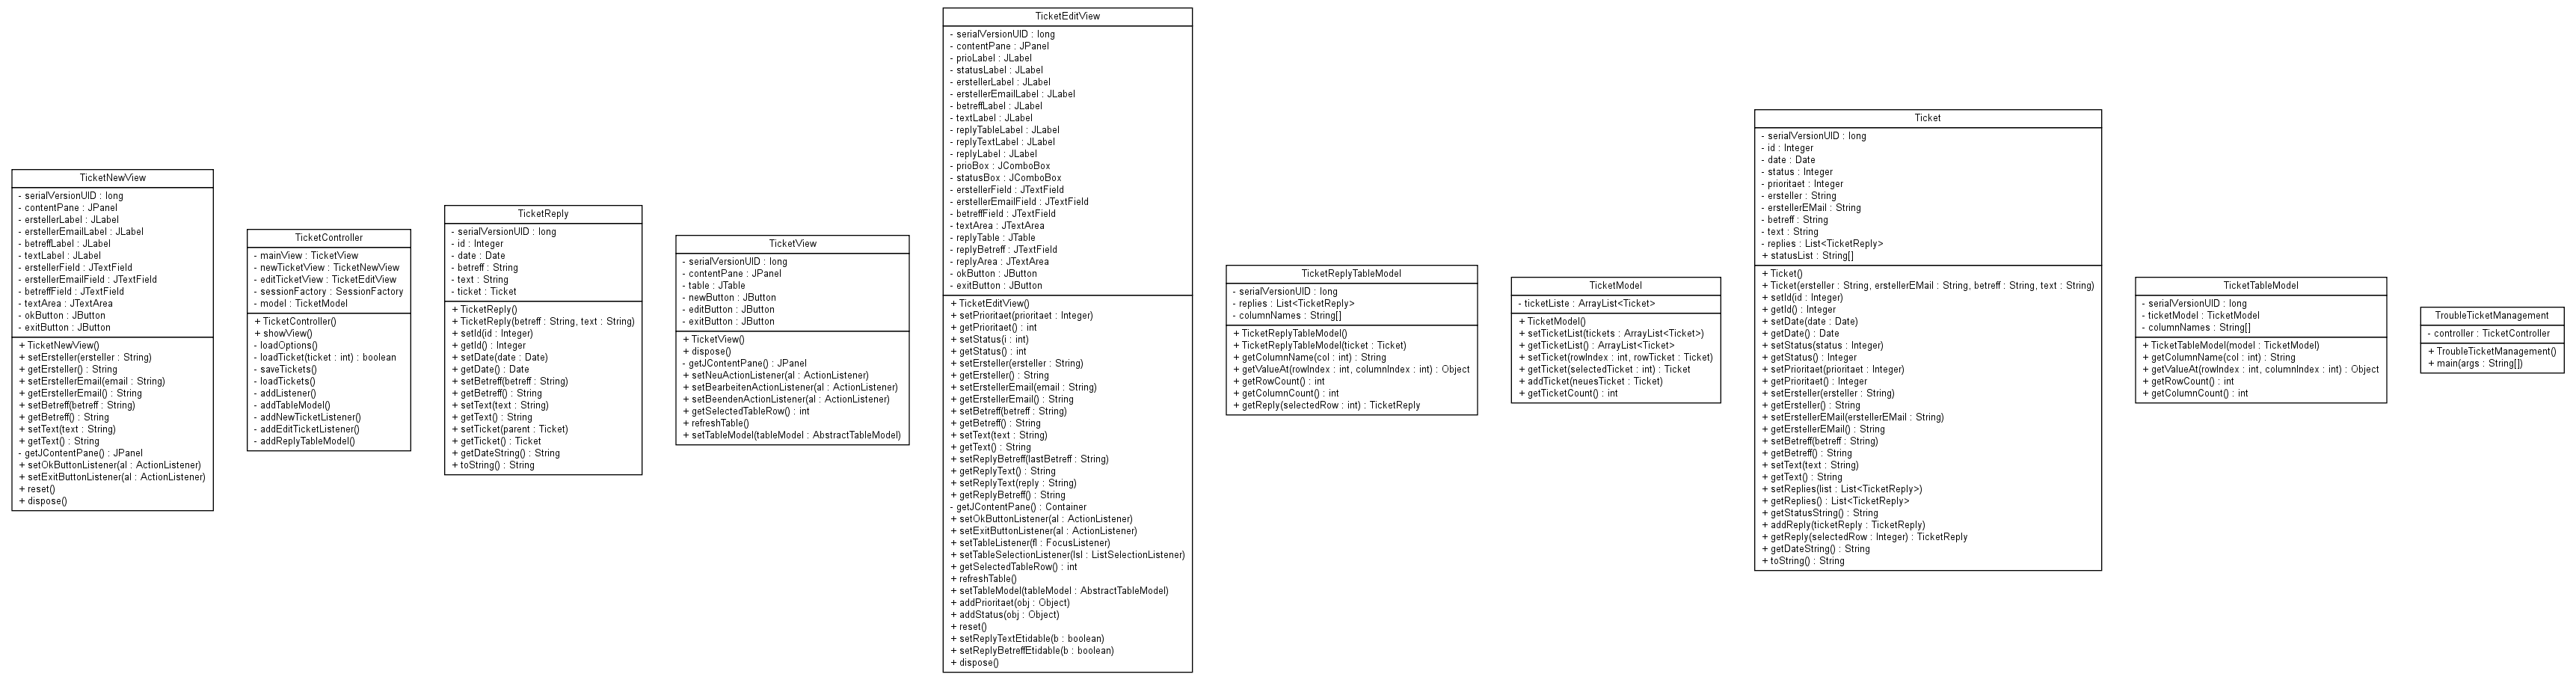 TicketNewView
- serialVersionUID : long
- contentPane : JPanel
- erstellerLabel : JLabel
- erstellerEmailLabel : JLabel
- betreffLabel : JLabel
- textLabel : JLabel
- erstellerField : JTextField
- erstellerEmailField : JTextField
- betreffField : JTextField
- textArea : JTextArea
- okButton : JButton
- exitButton : JButton
+ TicketNewView()
+ setErsteller(ersteller : String)
+ getErsteller() : String
+ setErstellerEmail(email : String)
+ getErstellerEmail() : String
+ setBetreff(betreff : String)
+ getBetreff() : String
+ setText(text : String)
+ getText() : String
- getJContentPane() : JPanel
+ setOkButtonListener(al : ActionListener)
+ setExitButtonListener(al : ActionListener)
+ reset()
+ dispose()
TicketController
- mainView : TicketView
- newTicketView : TicketNewView
- editTicketView : TicketEditView
- sessionFactory : SessionFactory
- model : TicketModel
+ TicketController()
+ showView()
- loadOptions()
- loadTicket(ticket : int) : boolean
- saveTickets()
- loadTickets()
- addListener()
- addTableModel()
- addNewTicketListener()
- addEditTicketListener()
- addReplyTableModel()
TicketReply
- serialVersionUID : long
- id : Integer
- date : Date
- betreff : String
- text : String
- ticket : Ticket
+ TicketReply()
+ TicketReply(betreff : String, text : String)
+ setId(id : Integer)
+ getId() : Integer
+ setDate(date : Date)
+ getDate() : Date
+ setBetreff(betreff : String)
+ getBetreff() : String
+ setText(text : String)
+ getText() : String
+ setTicket(parent : Ticket)
+ getTicket() : Ticket
+ getDateString() : String
+ toString() : String
TicketView
- serialVersionUID : long
- contentPane : JPanel
- table : JTable
- newButton : JButton
- editButton : JButton
- exitButton : JButton
+ TicketView()
+ dispose()
- getJContentPane() : JPanel
+ setNeuActionListener(al : ActionListener)
+ setBearbeitenActionListener(al : ActionListener)
+ setBeendenActionListener(al : ActionListener)
+ getSelectedTableRow() : int
+ refreshTable()
+ setTableModel(tableModel : AbstractTableModel)
TicketEditView
- serialVersionUID : long
- contentPane : JPanel
- prioLabel : JLabel
- statusLabel : JLabel
- erstellerLabel : JLabel
- erstellerEmailLabel : JLabel
- betreffLabel : JLabel
- textLabel : JLabel
- replyTableLabel : JLabel
- replyTextLabel : JLabel
- replyLabel : JLabel
- prioBox : JComboBox
- statusBox : JComboBox
- erstellerField : JTextField
- erstellerEmailField : JTextField
- betreffField : JTextField
- textArea : JTextArea
- replyTable : JTable
- replyBetreff : JTextField
- replyArea : JTextArea
- okButton : JButton
- exitButton : JButton
+ TicketEditView()
+ setPrioritaet(prioritaet : Integer)
+ getPrioritaet() : int
+ setStatus(i : int)
+ getStatus() : int
+ setErsteller(ersteller : String)
+ getErsteller() : String
+ setErstellerEmail(email : String)
+ getErstellerEmail() : String
+ setBetreff(betreff : String)
+ getBetreff() : String
+ setText(text : String)
+ getText() : String
+ setReplyBetreff(lastBetreff : String)
+ getReplyText() : String
+ setReplyText(reply : String)
+ getReplyBetreff() : String
- getJContentPane() : Container
+ setOkButtonListener(al : ActionListener)
+ setExitButtonListener(al : ActionListener)
+ setTableListener(fl : FocusListener)
+ setTableSelectionListener(lsl : ListSelectionListener)
+ getSelectedTableRow() : int
+ refreshTable()
+ setTableModel(tableModel : AbstractTableModel)
+ addPrioritaet(obj : Object)
+ addStatus(obj : Object)
+ reset()
+ setReplyTextEtidable(b : boolean)
+ setReplyBetreffEtidable(b : boolean)
+ dispose()
TicketReplyTableModel
- serialVersionUID : long
- replies : List<TicketReply>
- columnNames : String[]
+ TicketReplyTableModel()
+ TicketReplyTableModel(ticket : Ticket)
+ getColumnName(col : int) : String
+ getValueAt(rowIndex : int, columnIndex : int) : Object
+ getRowCount() : int
+ getColumnCount() : int
+ getReply(selectedRow : int) : TicketReply
TicketModel
- ticketListe : ArrayList<Ticket>
+ TicketModel()
+ setTicketList(tickets : ArrayList<Ticket>)
+ getTicketList() : ArrayList<Ticket>
+ setTicket(rowIndex : int, rowTicket : Ticket)
+ getTicket(selectedTicket : int) : Ticket
+ addTicket(neuesTicket : Ticket)
+ getTicketCount() : int
Ticket
- serialVersionUID : long
- id : Integer
- date : Date
- status : Integer
- prioritaet : Integer
- ersteller : String
- erstellerEMail : String
- betreff : String
- text : String
- replies : List<TicketReply>
+ statusList : String[]
+ Ticket()
+ Ticket(ersteller : String, erstellerEMail : String, betreff : String, text : String)
+ setId(id : Integer)
+ getId() : Integer
+ setDate(date : Date)
+ getDate() : Date
+ setStatus(status : Integer)
+ getStatus() : Integer
+ setPrioritaet(prioritaet : Integer)
+ getPrioritaet() : Integer
+ setErsteller(ersteller : String)
+ getErsteller() : String
+ setErstellerEMail(erstellerEMail : String)
+ getErstellerEMail() : String
+ setBetreff(betreff : String)
+ getBetreff() : String
+ setText(text : String)
+ getText() : String
+ setReplies(list : List<TicketReply>)
+ getReplies() : List<TicketReply>
+ getStatusString() : String
+ addReply(ticketReply : TicketReply)
+ getReply(selectedRow : Integer) : TicketReply
+ getDateString() : String
+ toString() : String
TicketTableModel
- serialVersionUID : long
- ticketModel : TicketModel
- columnNames : String[]
+ TicketTableModel(model : TicketModel)
+ getColumnName(col : int) : String
+ getValueAt(rowIndex : int, columnIndex : int) : Object
+ getRowCount() : int
+ getColumnCount() : int
TroubleTicketManagement
- controller : TicketController
+ TroubleTicketManagement()
+ main(args : String[])